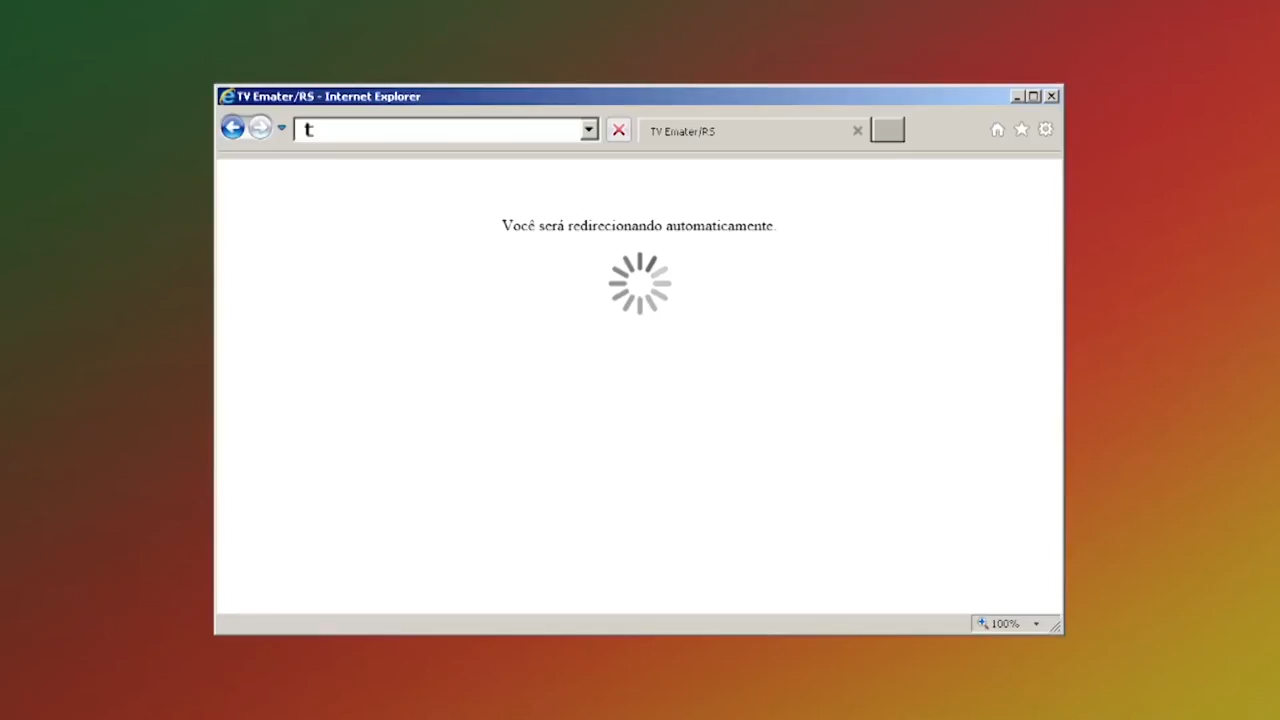 TV Emater/RS - Internet Explorer
t
TV Emater/RS
Você será redirecionando automaticamente.
100%